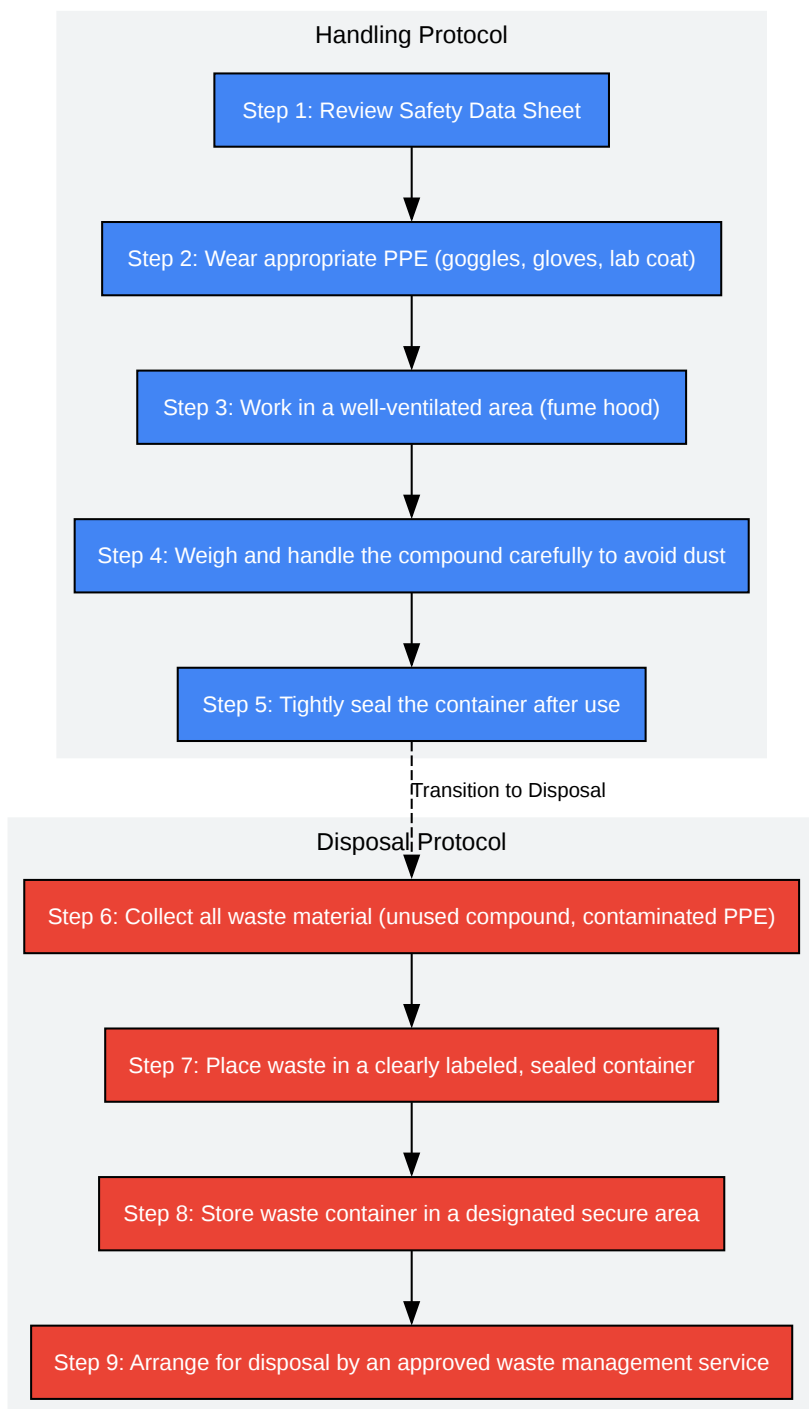 Handling Protocol
Step 1: Review Safety Data Sheet
Step 2: Wear appropriate PPE (goggles, gloves, lab coat)
Step 3: Work in a well-ventilated area (fume hood)
Step 4: Weigh and handle the compound carefully to avoid dust
Step 5: Tightly seal the container after use
Transition to Disposal
Disposal Protocol
Step 6: Collect all waste material (unused compound, contaminated PPE)
Step 7: Place waste in a clearly labeled, sealed container
Step 8: Store waste container in a designated secure area
Step 9: Arrange for disposal by an approved waste management service